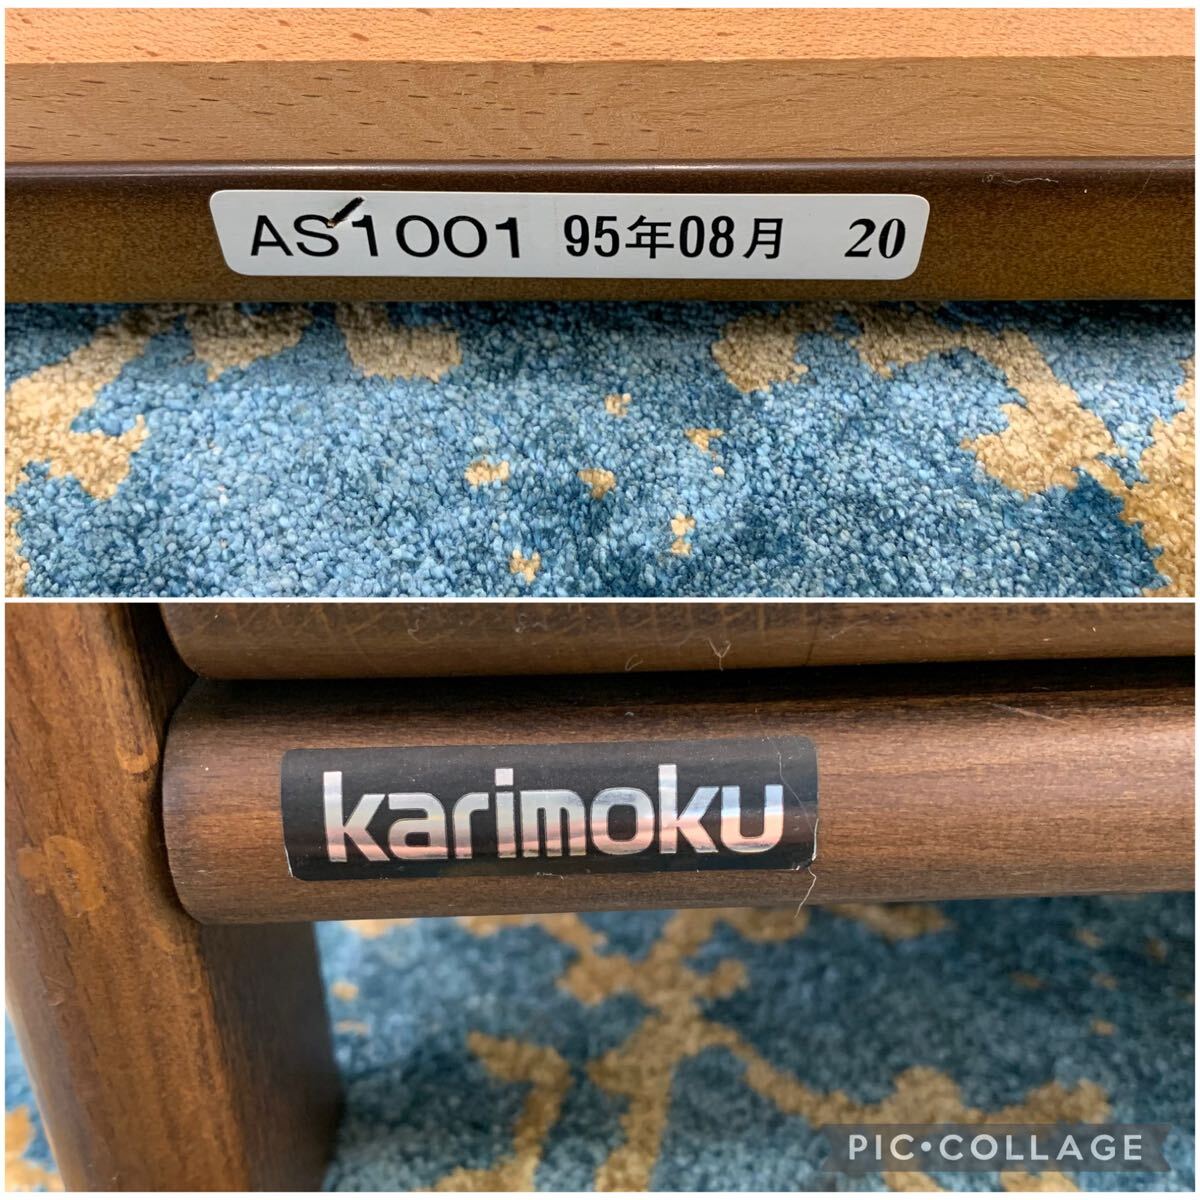 AS1001 95年08月 20
karimoku
PIC•COLLAGE